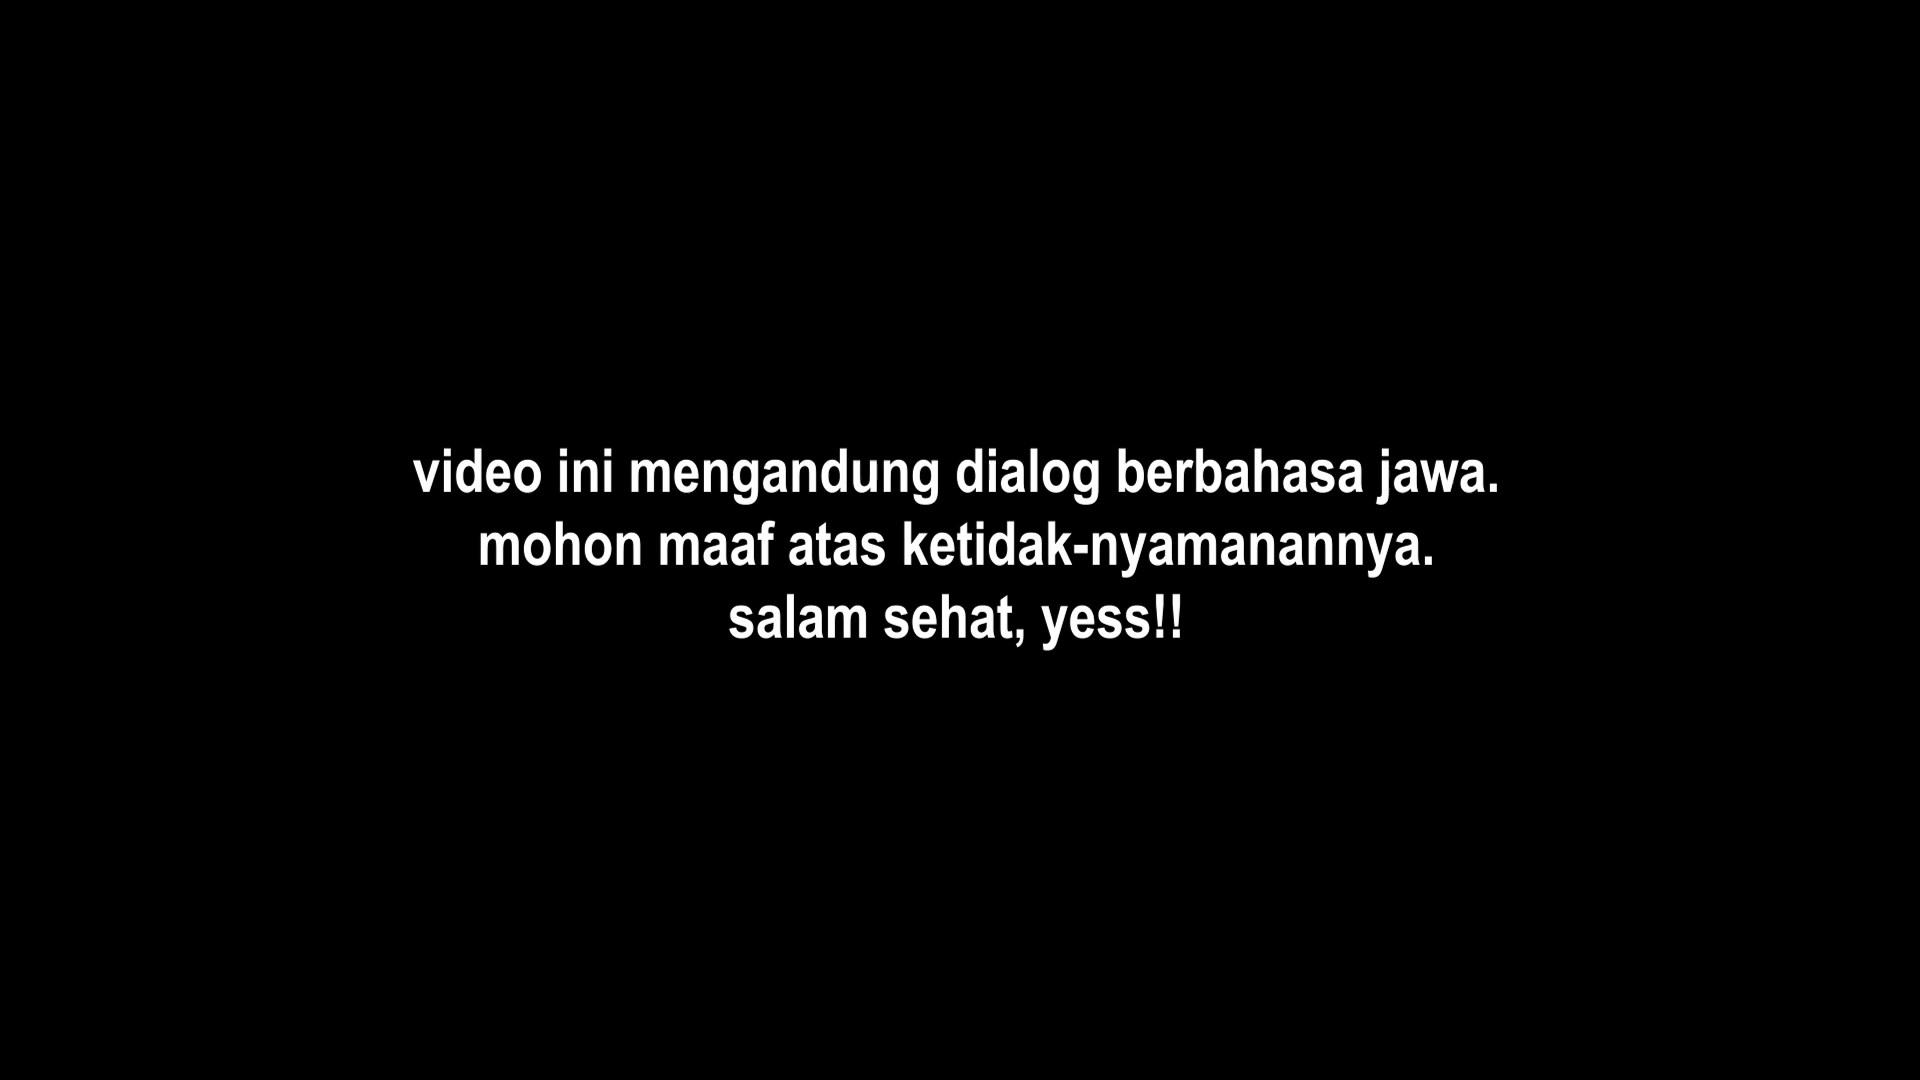 video ini mengandung dialog berbahasa jawa.
mohon maaf atas ketidak-nyamanannya.
salam sehat, yess!!